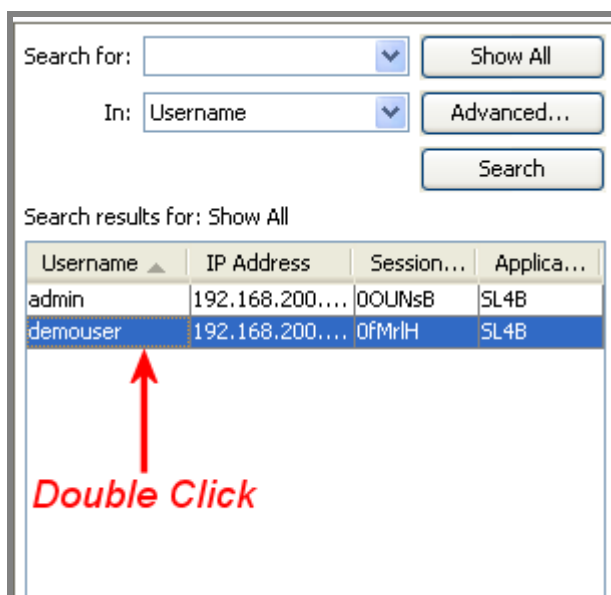 Search for: Show All
In: Username Advanced...
Search
Search results for: Show All
Username IP Address Session... Applica...
admin 192.168.200.... 0OUNsB SL4B
demouser 192.168.200.... 0fMrlH SL4B
Double Click